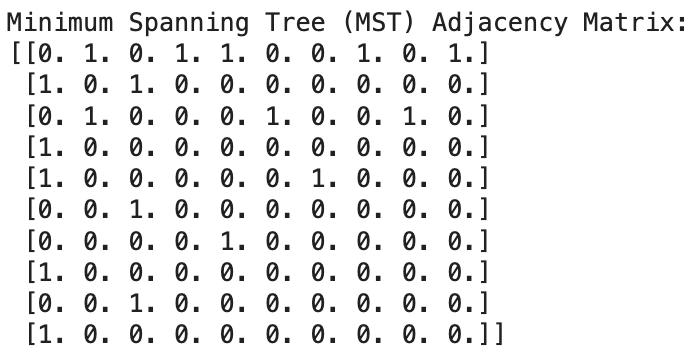 Minimum Spanning Tree (MST) Adjacency Matrix:
[[0. 1. 0. 1. 1. 0. 0. 1. 0. 1.]
[1. 0. 1. 0. 0. 0. 0. 0. 0. 0.]
[0. 1. 0. 0. 0. 1. 0. 0. 1. 0.]
[1. 0. 0. 0. 0. 0. 0. 0. 0. 0.]
[1. 0. 0. 0. 0. 0. 1. 0. 0. 0.]
[0. 0. 1. 0. 0. 0. 0. 0. 0. 0.]
[0. 0. 0. 0. 1. 0. 0. 0. 0. 0.]
[1. 0. 0. 0. 0. 0. 0. 0. 0. 0.]
[0. 0. 1. 0. 0. 0. 0. 0. 0. 0.]
[1. 0. 0. 0. 0. 0. 0. 0. 0. 0.]]